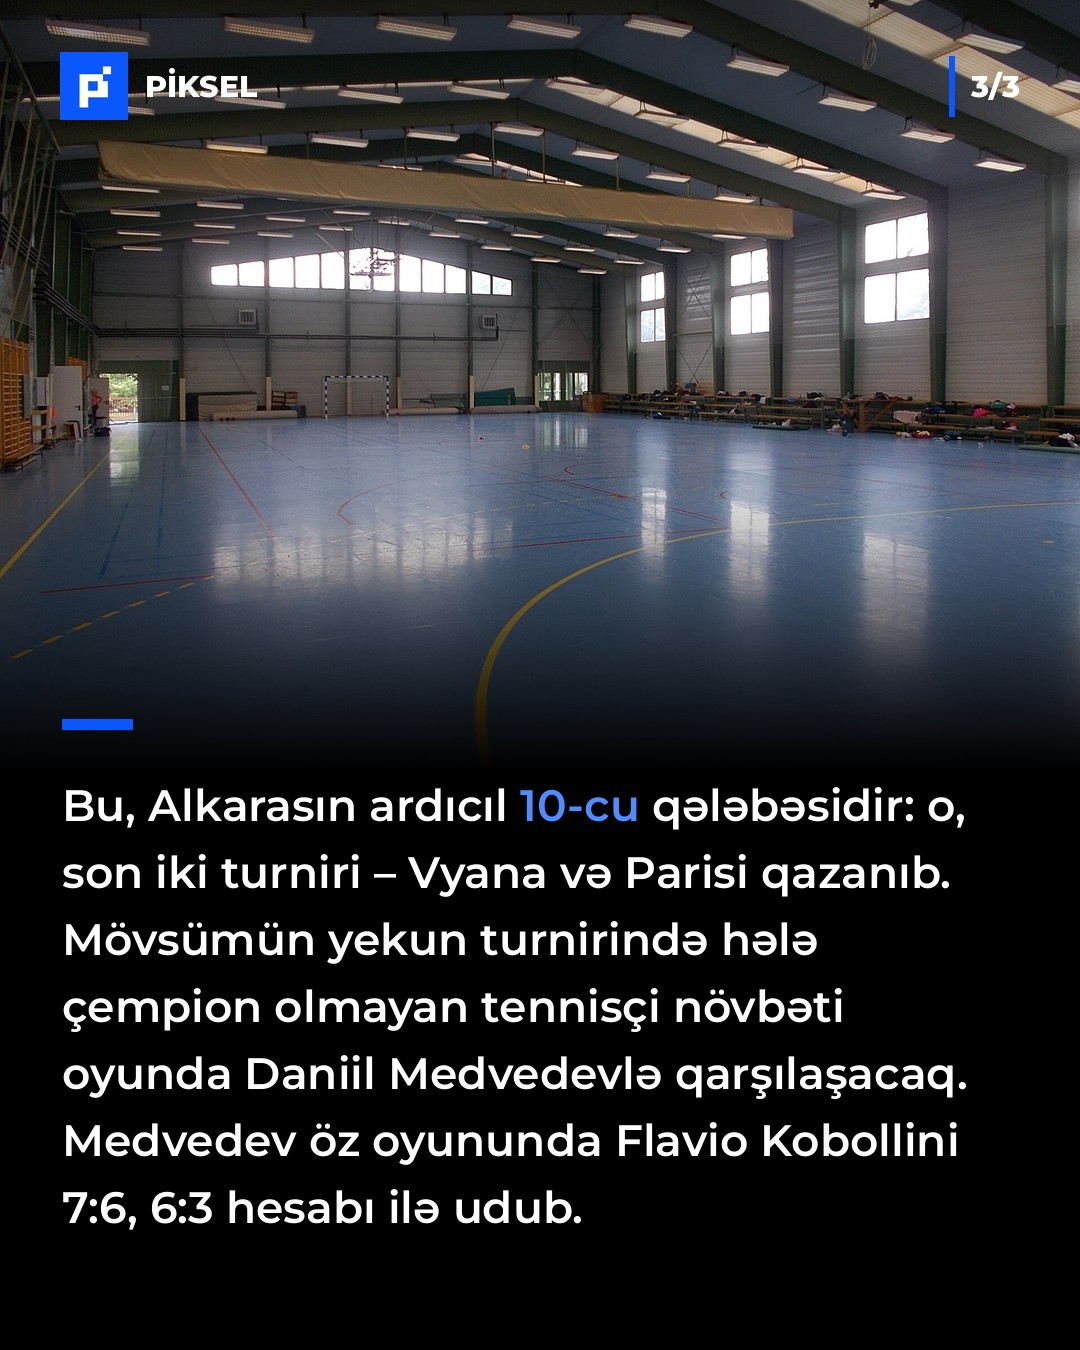 PİKSEL
3/3
Bu, Alkarasın ardıcıl 10-cu qələbəsidir: o,
son iki turniri – Vyana və Parisi qazanıb.
Mövsümün yekun turnirində hələ
çempion olmayan tennisçi növbəti
oyunda Daniil Medvedevlə qarşılaşacaq.
Medvedev öz oyununda Flavio Kobollini
7:6, 6:3 hesabı ilə udub.